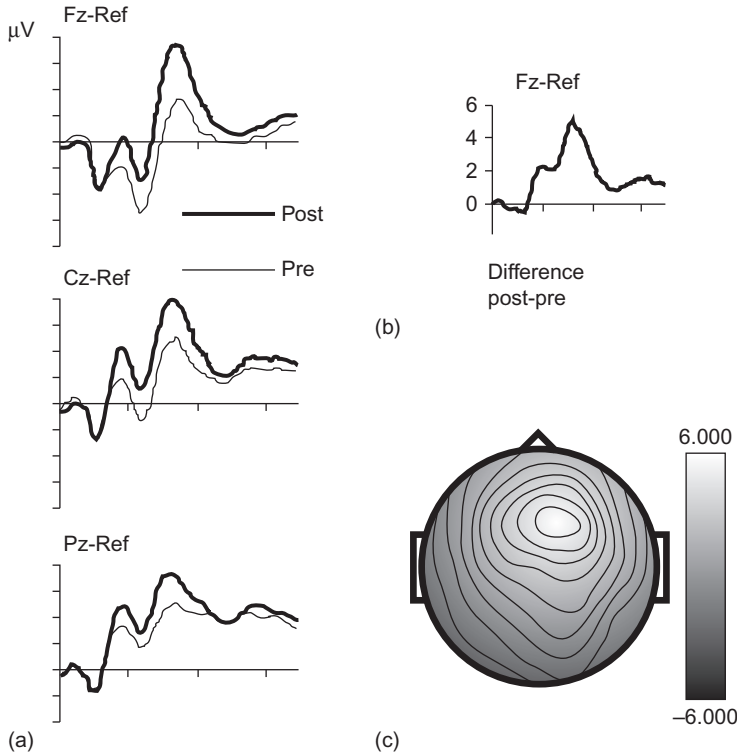 Fz-Ref
μV
Post
Pre
Cz-Ref
Pz-Ref
(a)
Fz-Ref
6
4
2
0
Difference
post-pre
(b)
6.000
–6.000
(c)